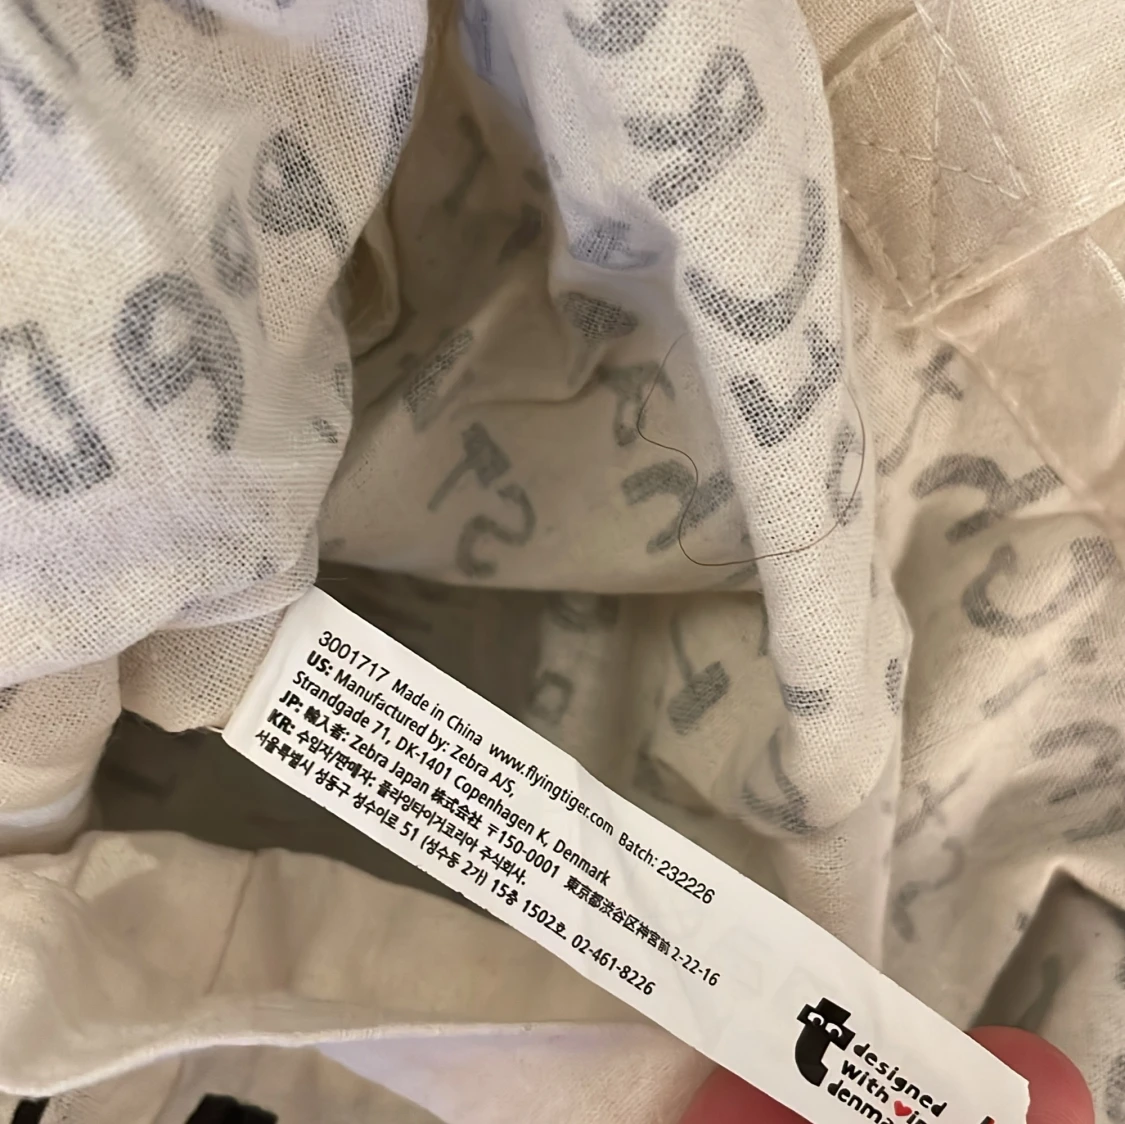 3001717 Made in China www.flyingtiger.com Batch: 232226
US: Manufactured by: Zebra A/S,
Strandgade 71, DK-1401 Copenhagen K, Denmark
JP: 輸入者: Zebra Japan 株式会社 〒150-0001 東京都渋谷区神宮前 2-22-16
KR: 수입자/판매자: 플라잉타이거코리아 주식회사.
서울특별시 성동구 성수이로 51 (성수동 2가) 15층 1502호. 02-461-8226
designed
with ❤ in
denma